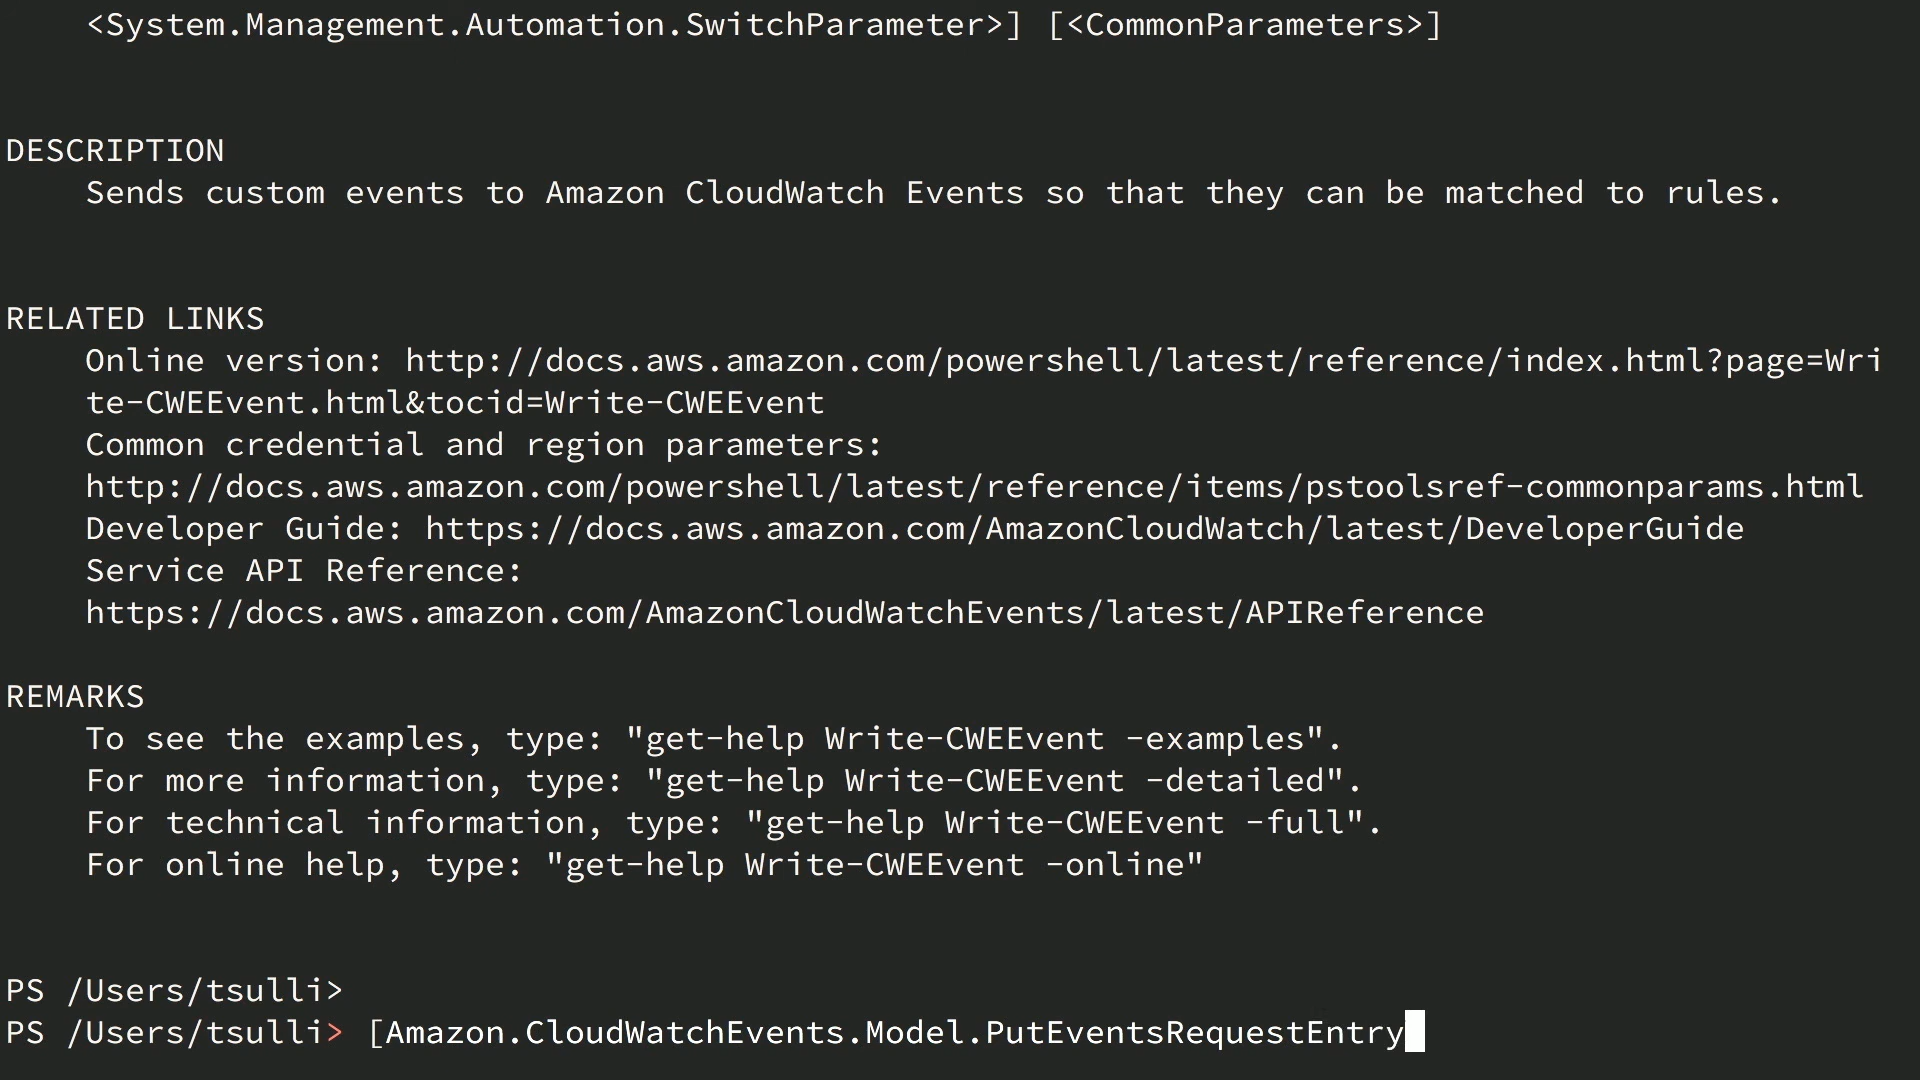 <System.Management.Automation.SwitchParameter>] [<CommonParameters>]
DESCRIPTION
Sends custom events to Amazon CloudWatch Events so that they can be matched to rules.
RELATED LINKS
Online version: http://docs.aws.amazon.com/powershell/latest/reference/index.html?page=Wri
te-CWEEvent.html&tocid=Write-CWEEvent
Common credential and region parameters:
http://docs.aws.amazon.com/powershell/latest/reference/items/pstoolsref-commonparams.html
Developer Guide: https://docs.aws.amazon.com/AmazonCloudWatch/latest/DeveloperGuide
Service API Reference:
https://docs.aws.amazon.com/AmazonCloudWatchEvents/latest/APIReference
REMARKS
To see the examples, type: "get-help Write-CWEEvent -examples".
For more information, type: "get-help Write-CWEEvent -detailed".
For technical information, type: "get-help Write-CWEEvent -full".
For online help, type: "get-help Write-CWEEvent -online"
PS /Users/tsulli>
PS /Users/tsulli> [Amazon.CloudWatchEvents.Model.PutEventsRequestEntry